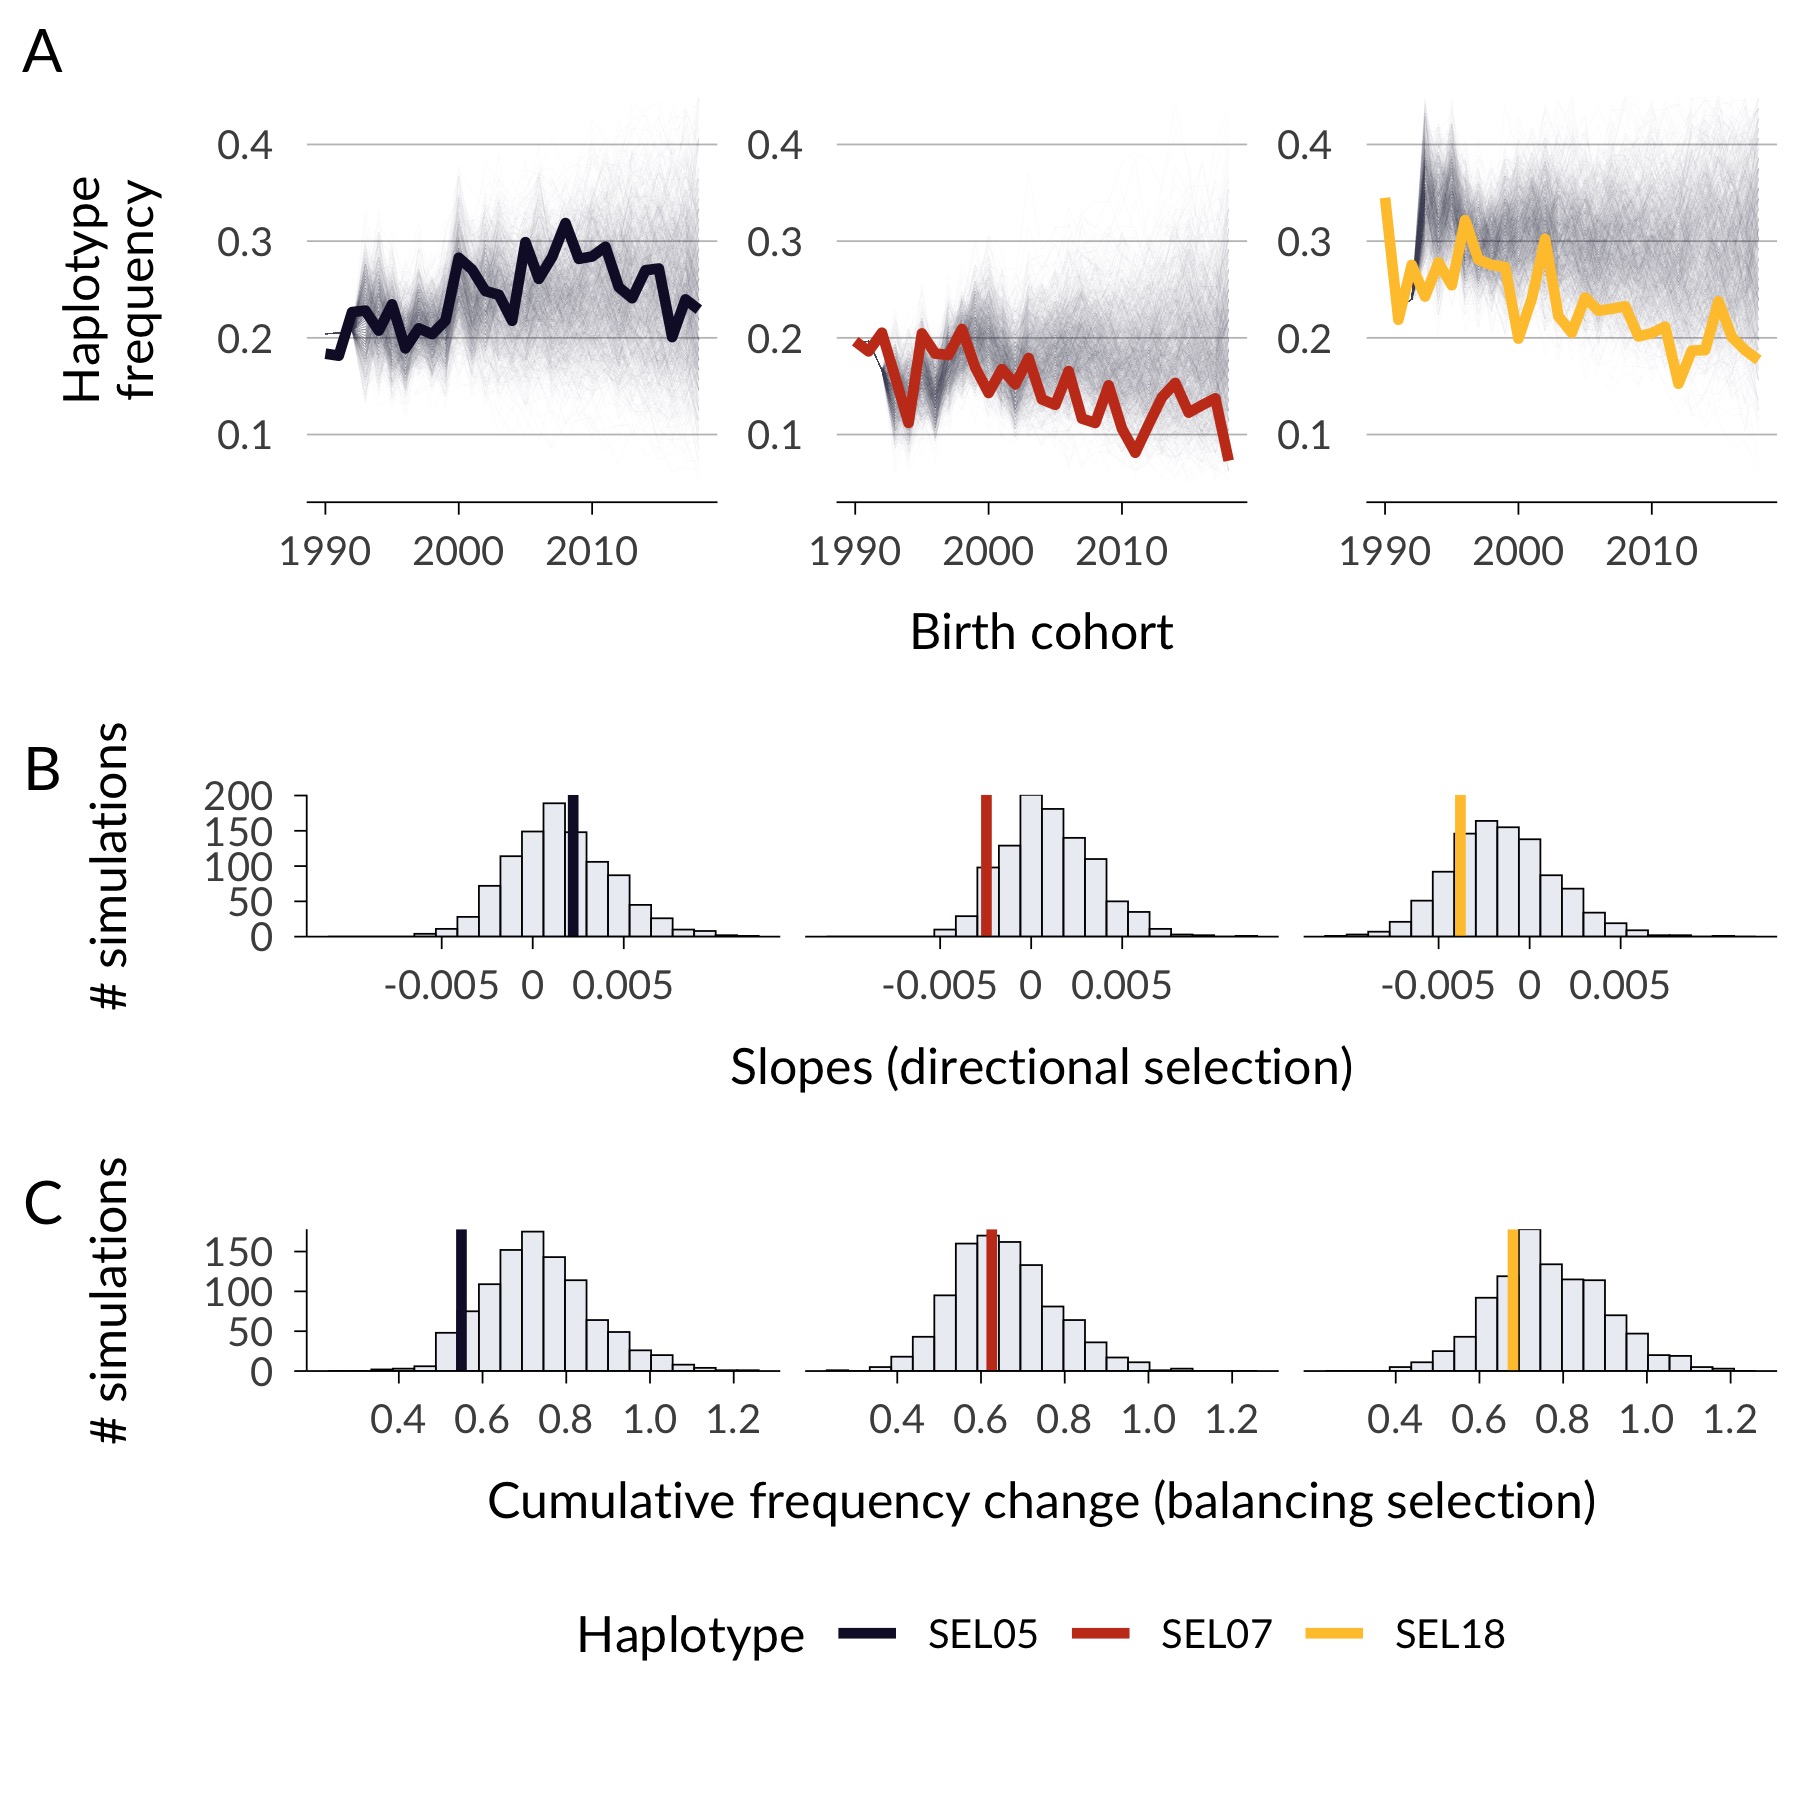 A
Haplotype
frequency
0.4 0.4 0.4
0.3 0.3 0.3
0.2 0.2 0.2
0.1 0.1 0.1
1990 2000 2010 1990 2000 2010 1990 2000 2010
Birth cohort
B
# simulations
200
150
100
50
0
-0.005 0 0.005 -0.005 0 0.005 -0.005 0 0.005
Slopes (directional selection)
C
# simulations
150
100
50
0
0.4 0.6 0.8 1.0 1.2 0.4 0.6 0.8 1.0 1.2 0.4 0.6 0.8 1.0 1.2
Cumulative frequency change (balancing selection)
Haplotype SEL05 SEL07 SEL18